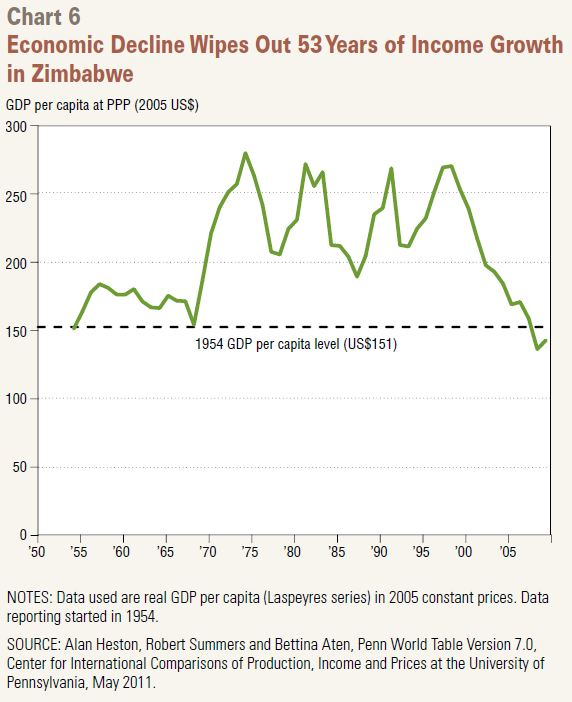 Chart 6
Economic Decline Wipes Out 53 Years of Income Growth
in Zimbabwe
GDP per capita at PPP (2005 US$)
300
250
200
150
1954 GDP per capita level (US$151)
100
50
0
'50 '55 '60 '65 '70 '75 '80 '85 '90 '95 '00 '05
NOTES: Data used are real GDP per capita (Laspeyres series) in 2005 constant prices. Data
reporting started in 1954.
SOURCE: Alan Heston, Robert Summers and Bettina Aten, Penn World Table Version 7.0,
Center for International Comparisons of Production, Income and Prices at the University of
Pennsylvania, May 2011.